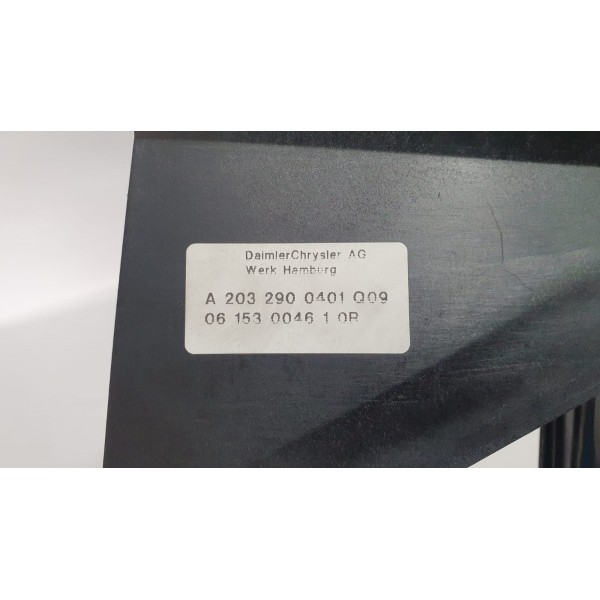 DaimlerChrysler AG
Werk Hamburg
A 203 290 0401 Q09
06 153 0046 1 0R